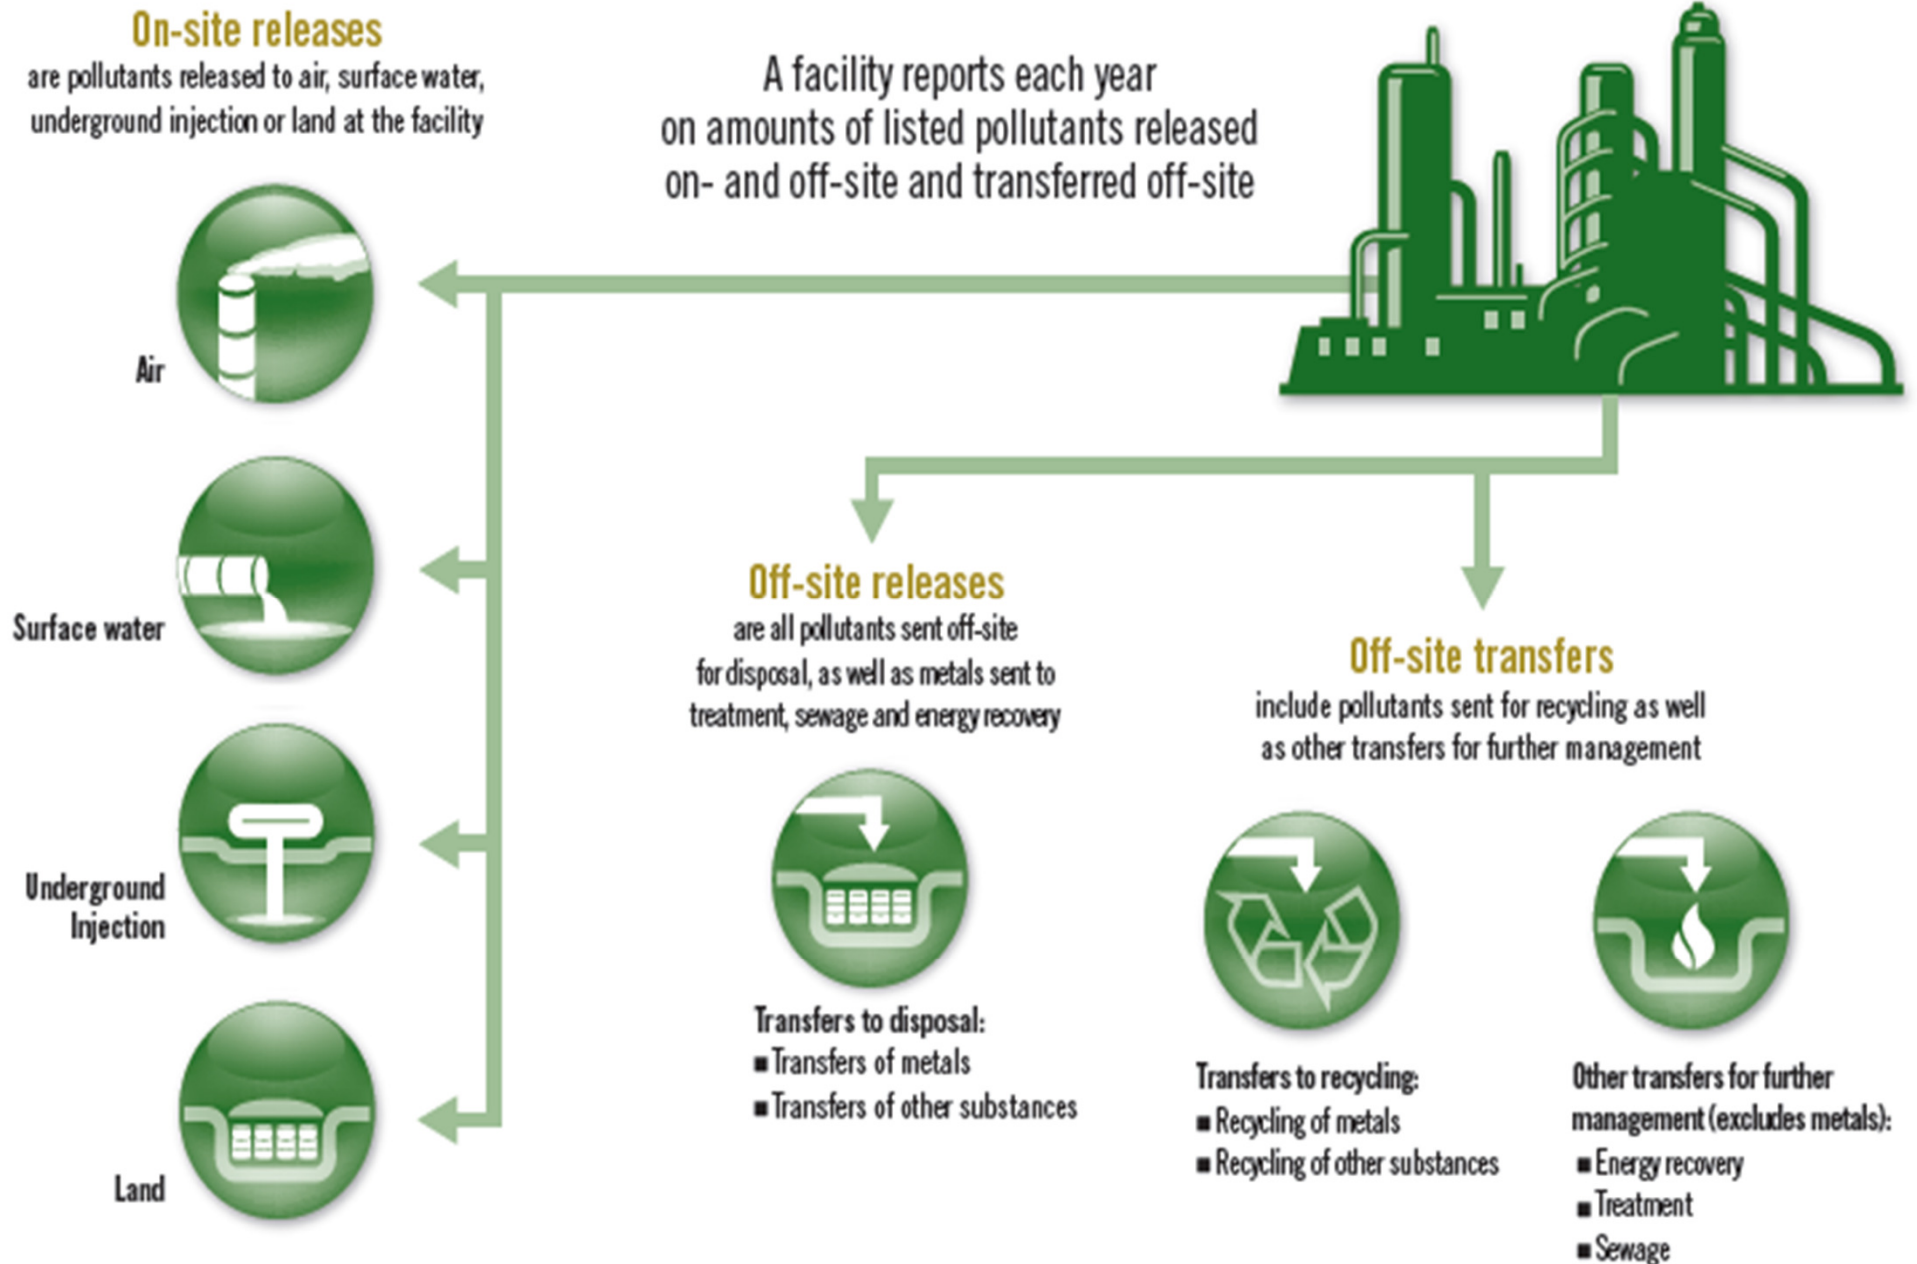 On-site releases
are pollutants released to air, surface water,
underground injection or land at the facility
A facility reports each year
on amounts of listed pollutants released
on- and off-site and transferred off-site
Air
Surface water
Underground
Injection
Land
Off-site releases
are all pollutants sent off-site
for disposal, as well as metals sent to
treatment, sewage and energy recovery
Transfers to disposal:
■ Transfers of metals
■ Transfers of other substances
Off-site transfers
include pollutants sent for recycling as well
as other transfers for further management
Transfers to recycling:
■ Recycling of metals
■ Recycling of other substances
Other transfers for further
management (excludes metals):
■ Energy recovery
■ Treatment
■ Sewage